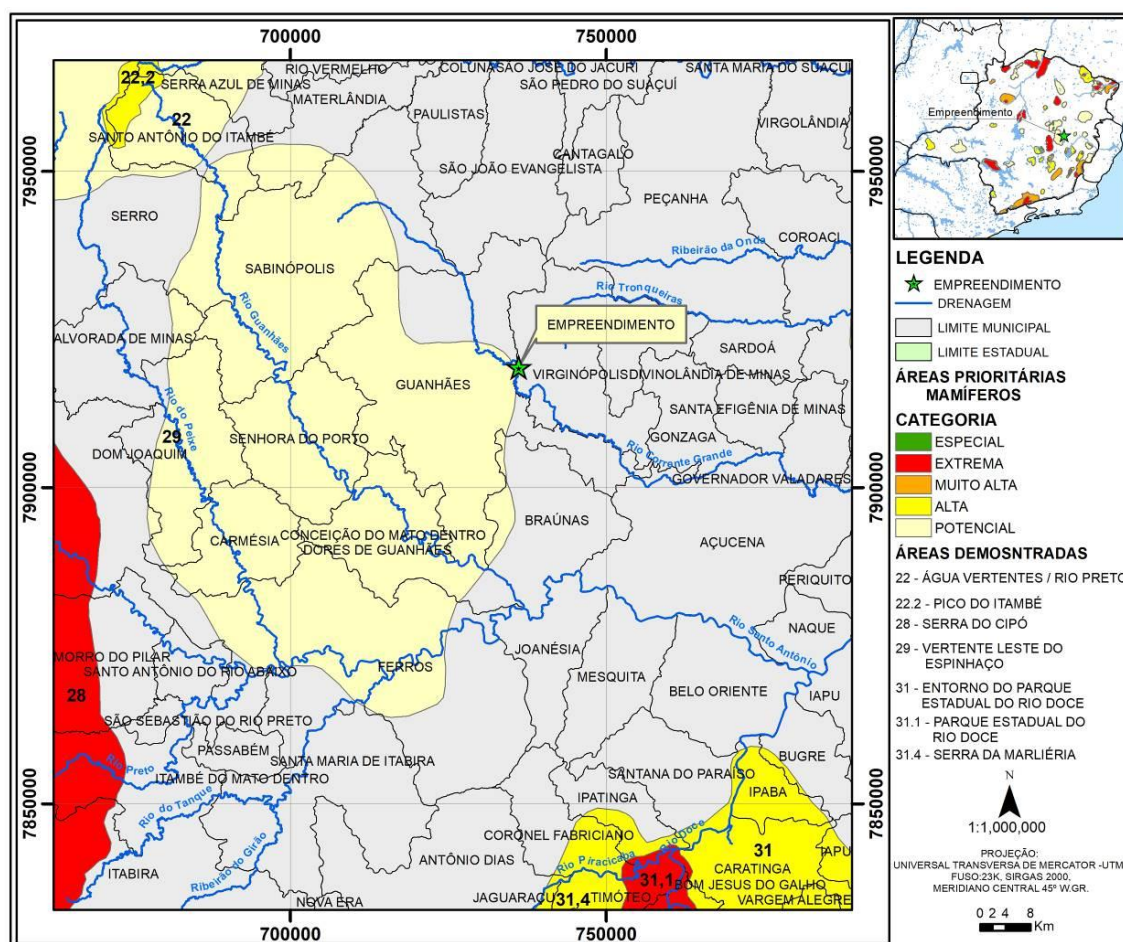 700000
750000
22,2
SERRA AZUL DE MINAS
RIO VERMELHO
COLUNA
SÃO JOSÉ DO JACURI
SANTA MARIA DO SUAÇUÍ
MATERLÂNDIA
PAULISTAS
SÃO PEDRO DO SUAÇUÍ
22
SANTO ANTÔNIO DO ITAMBÉ
VIRGOLÂNDIA
CANTAGALO
SÃO JOÃO EVANGELISTA
7950000
7950000
PEÇANHA
SERRO
COROACI
Ribeirão da Onda
SABINÓPOLIS
Rio Tronqueiras
Rio Guanhães
EMPREENDIMENTO
ALVORADA DE MINAS
SARDOÁ
GUANHÃES
VIRGINÓPOLIS
DIVINOLÂNDIA DE MINAS
Rio do Peixe
SANTA EFIGÊNIA DE MINAS
29
SENHORA DO PORTO
GONZAGA
DOM JOAQUIM
Rio Corrente Grande
GOVERNADOR VALADARES
7900000
7900000
BRAÚNAS
CARMÉSIA
CONCEIÇÃO DO MATO DENTRO
DORES DE GUANHÃES
AÇUCENA
PERIQUITO
NAQUE
Rio Santo Antônio
JOANÉSIA
MORRO DO PILAR
SANTO ANTÔNIO DO RIO ABAIXO
FERROS
MESQUITA
28
BELO ORIENTE
IAPU
SÃO SEBASTIÃO DO RIO PRETO
PASSABÉM
SANTA MARIA DE ITABIRA
BUGRE
Rio Preto
ITAMBÉ DO MATO DENTRO
SANTANA DO PARAÍSO
IPABA
IPATINGA
7850000
7850000
Rio do Tanque
CORONEL FABRICIANO
Rio Doce
31
IAPU
ANTÔNIO DIAS
Rio Piracicaba
CARATINGA
ITABIRA
Ribeirão do Girão
31,1
BOM JESUS DO GALHO
NOVA ERA
JAGUARAÇU
31,4
TIMÓTEO
VARGEM ALEGRE
700000
750000
Empreendimento
LEGENDA
EMPREENDIMENTO
DRENAGEM
LIMITE MUNICIPAL
LIMITE ESTADUAL
ÁREAS PRIORITÁRIAS
MAMÍFEROS
CATEGORIA
ESPECIAL
EXTREMA
MUITO ALTA
ALTA
POTENCIAL
ÁREAS DEMOSNTRADAS
22 - ÁGUA VERTENTES / RIO PRETO
22.2 - PICO DO ITAMBÉ
28 - SERRA DO CIPÓ
29 - VERTENTE LESTE DO
ESPINHAÇO
31 - ENTORNO DO PARQUE
ESTADUAL DO RIO DOCE
31.1 - PARQUE ESTADUAL DO
RIO DOCE
31.4 - SERRA DA MARLIÉRIA
N
1:1,000,000
PROJEÇÃO:
UNIVERSAL TRANSVERSA DE MERCATOR -UTM
FUSO:23K, SIRGAS 2000,
MERIDIANO CENTRAL 45º W.GR.
0 2 4 8
Km